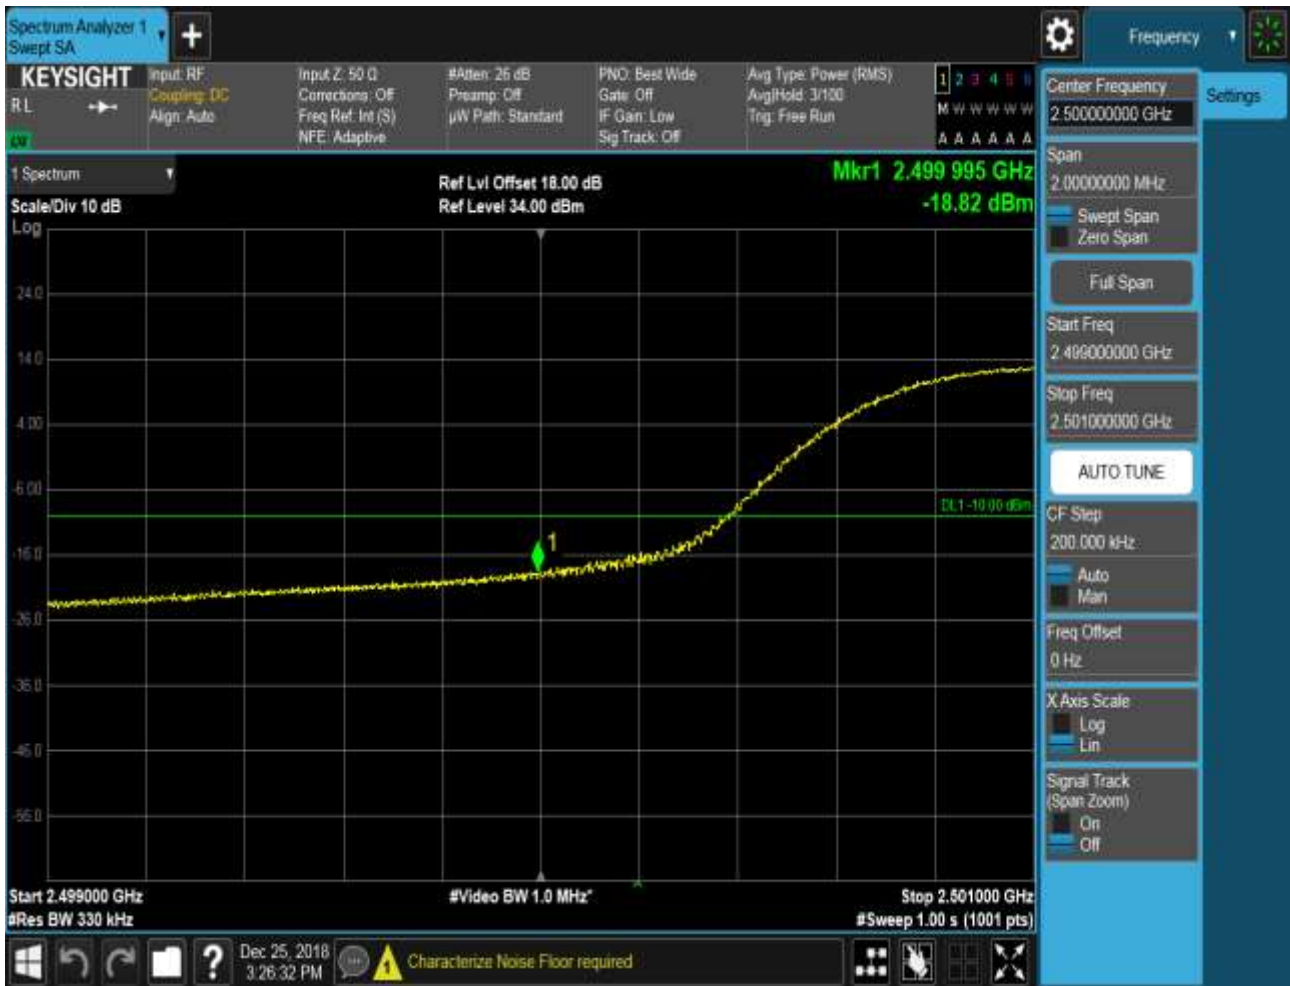 Spectrum Analyzer 1
Swept SA
+
Frequency
KEYSIGHT
RL
Input: RF
Coupling: DC
Align: Auto
Input Z: 50 Ω
Corrections: Off
Freq Ref: Int (S)
NFE: Adaptive
#Atten: 26 dB
Preamp: Off
µW Path: Standard
PNO: Best Wide
Gate: Off
IF Gain: Low
Sig Track: Off
Avg Type: Power (RMS)
Avg|Hold: 3/100
Trig: Free Run
1 2 3 4 5 6
M W W W W W
A A A A A A
1 Spectrum
Scale/Div 10 dB
Log
Ref Lvl Offset 18.00 dB
Ref Level 34.00 dBm
Mkr1 2.499 995 GHz
-18.82 dBm
24.0
14.0
4.00
-6.00
-16.0
-26.0
-36.0
-46.0
-56.0
DL1 -10.00 dBm
1
Start 2.499000 GHz
#Res BW 330 kHz
#Video BW 1.0 MHz*
Stop 2.501000 GHz
#Sweep 1.00 s (1001 pts)
Center Frequency
2.500000000 GHz
Settings
Span
2.00000000 MHz
Swept Span
Zero Span
Full Span
Start Freq
2.499000000 GHz
Stop Freq
2.501000000 GHz
AUTO TUNE
CF Step
200.000 kHz
Auto
Man
Freq Offset
0 Hz
X Axis Scale
Log
Lin
Signal Track
(Span Zoom)
On
Off
?
Dec 25, 2018
3:26:32 PM
1
Characterize Noise Floor required